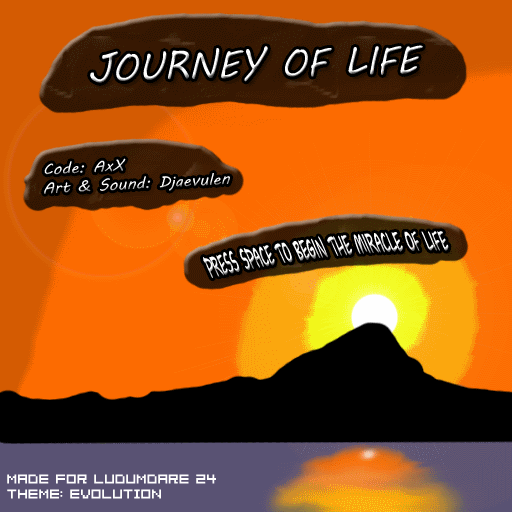 JOURNEY OF LIFE
Code: AxX
Art & Sound: Djaevulen
PRESS SPACE TO BEGIN THE MIRACLE OF LIFE
MADE FOR LUDUMDARE 24
THEME: EVOLUTION